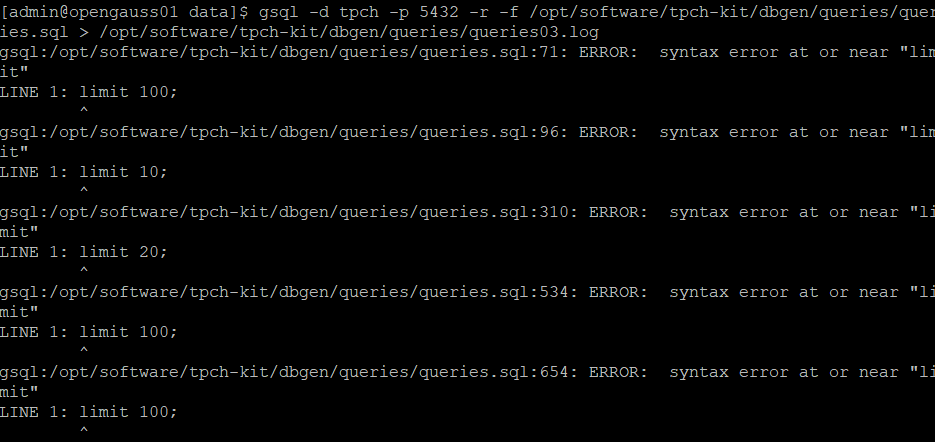 [admin@opengauss01 data]$ gsql -d tpch -p 5432 -r -f /opt/software/tpch-kit/dbgen/queries/quer
ies.sql > /opt/software/tpch-kit/dbgen/queries/queries03.log
gsql:/opt/software/tpch-kit/dbgen/queries/queries.sql:71: ERROR:  syntax error at or near "lim
it"
LINE 1: limit 100;
        ^
gsql:/opt/software/tpch-kit/dbgen/queries/queries.sql:96: ERROR:  syntax error at or near "lim
it"
LINE 1: limit 10;
        ^
gsql:/opt/software/tpch-kit/dbgen/queries/queries.sql:310: ERROR:  syntax error at or near "li
mit"
LINE 1: limit 20;
        ^
gsql:/opt/software/tpch-kit/dbgen/queries/queries.sql:534: ERROR:  syntax error at or near "li
mit"
LINE 1: limit 100;
        ^
gsql:/opt/software/tpch-kit/dbgen/queries/queries.sql:654: ERROR:  syntax error at or near "li
mit"
LINE 1: limit 100;
        ^